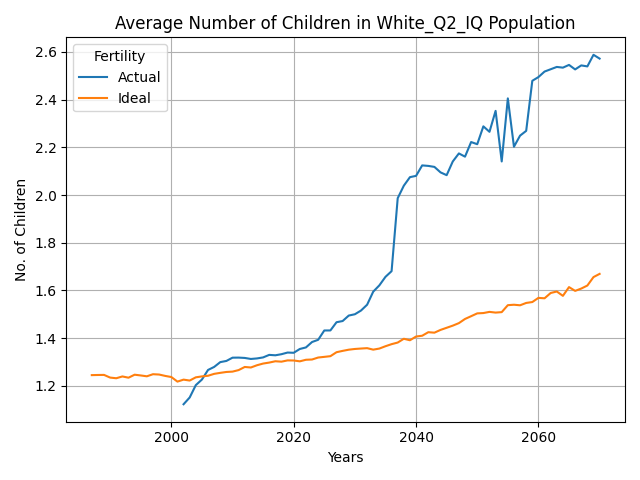 Average Number of Children in White_Q2_IQ Population
Fertility
Actual
Ideal
No. of Children
2.6
2.4
2.2
2.0
1.8
1.6
1.4
1.2
2000 2020 2040 2060
Years